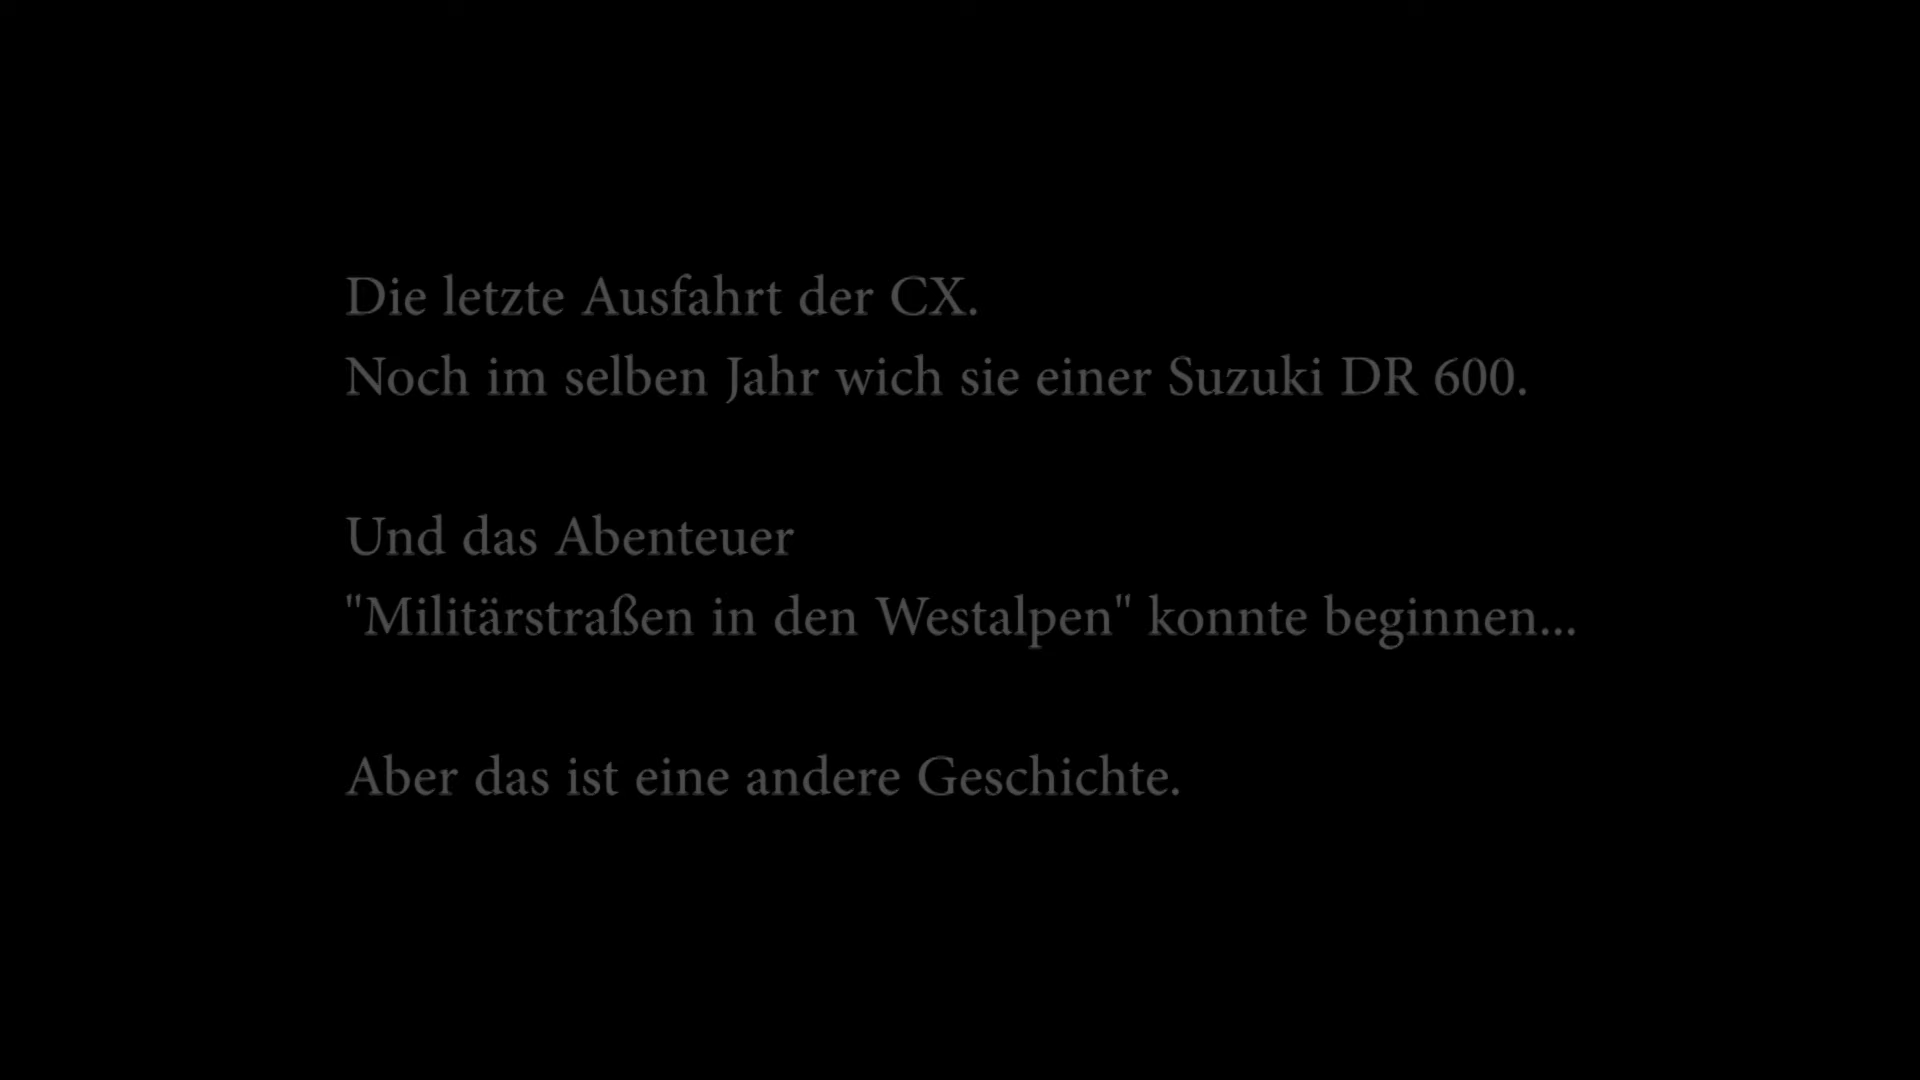 Die letzte Ausfahrt der CX.
Noch im selben Jahr wich sie einer Suzuki DR 600.
Und das Abenteuer
"Militärstraßen in den Westalpen" konnte beginnen...
Aber das ist eine andere Geschichte.